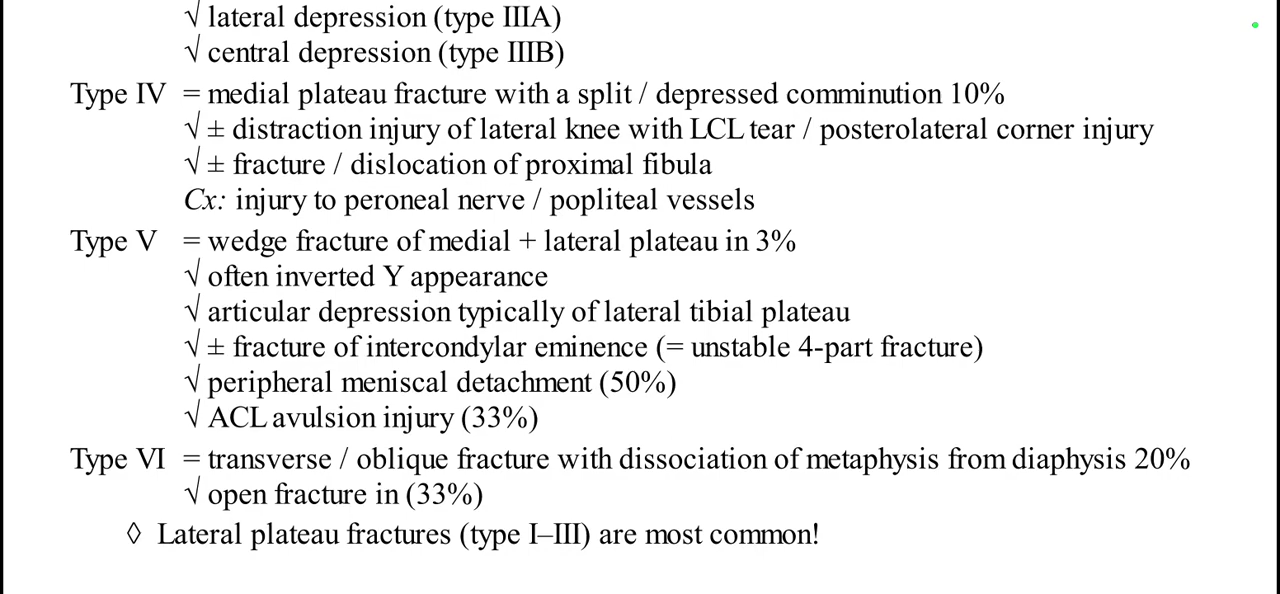 √ lateral depression (type IIIA)
√ central depression (type IIIB)
Type IV = medial plateau fracture with a split / depressed comminution 10%
√ ± distraction injury of lateral knee with LCL tear / posterolateral corner injury
√ ± fracture / dislocation of proximal fibula
Cx: injury to peroneal nerve / popliteal vessels
Type V = wedge fracture of medial + lateral plateau in 3%
√ often inverted Y appearance
√ articular depression typically of lateral tibial plateau
√ ± fracture of intercondylar eminence (= unstable 4-part fracture)
√ peripheral meniscal detachment (50%)
√ ACL avulsion injury (33%)
Type VI = transverse / oblique fracture with dissociation of metaphysis from diaphysis 20%
√ open fracture in (33%)
◊ Lateral plateau fractures (type I–III) are most common!